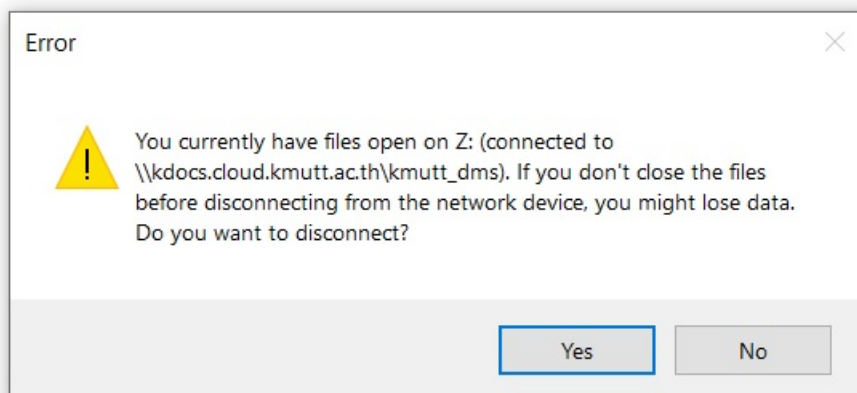 Error
You currently have files open on Z: (connected to
\\kdocs.cloud.kmutt.ac.th\kmutt_dms). If you don't close the files
before disconnecting from the network device, you might lose data.
Do you want to disconnect?
Yes
No